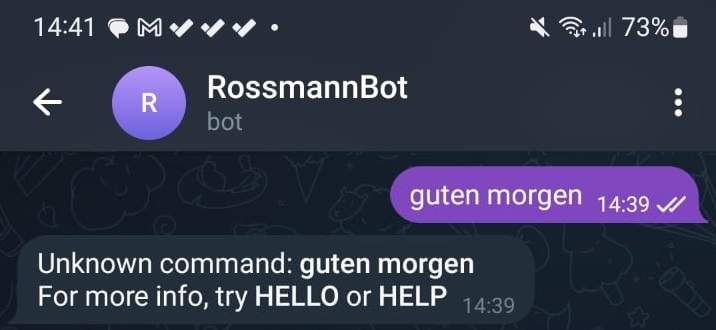 14:41 73%
R
RossmannBot
bot
guten morgen 14:39
Unknown command: guten morgen
For more info, try HELLO or HELP 14:39